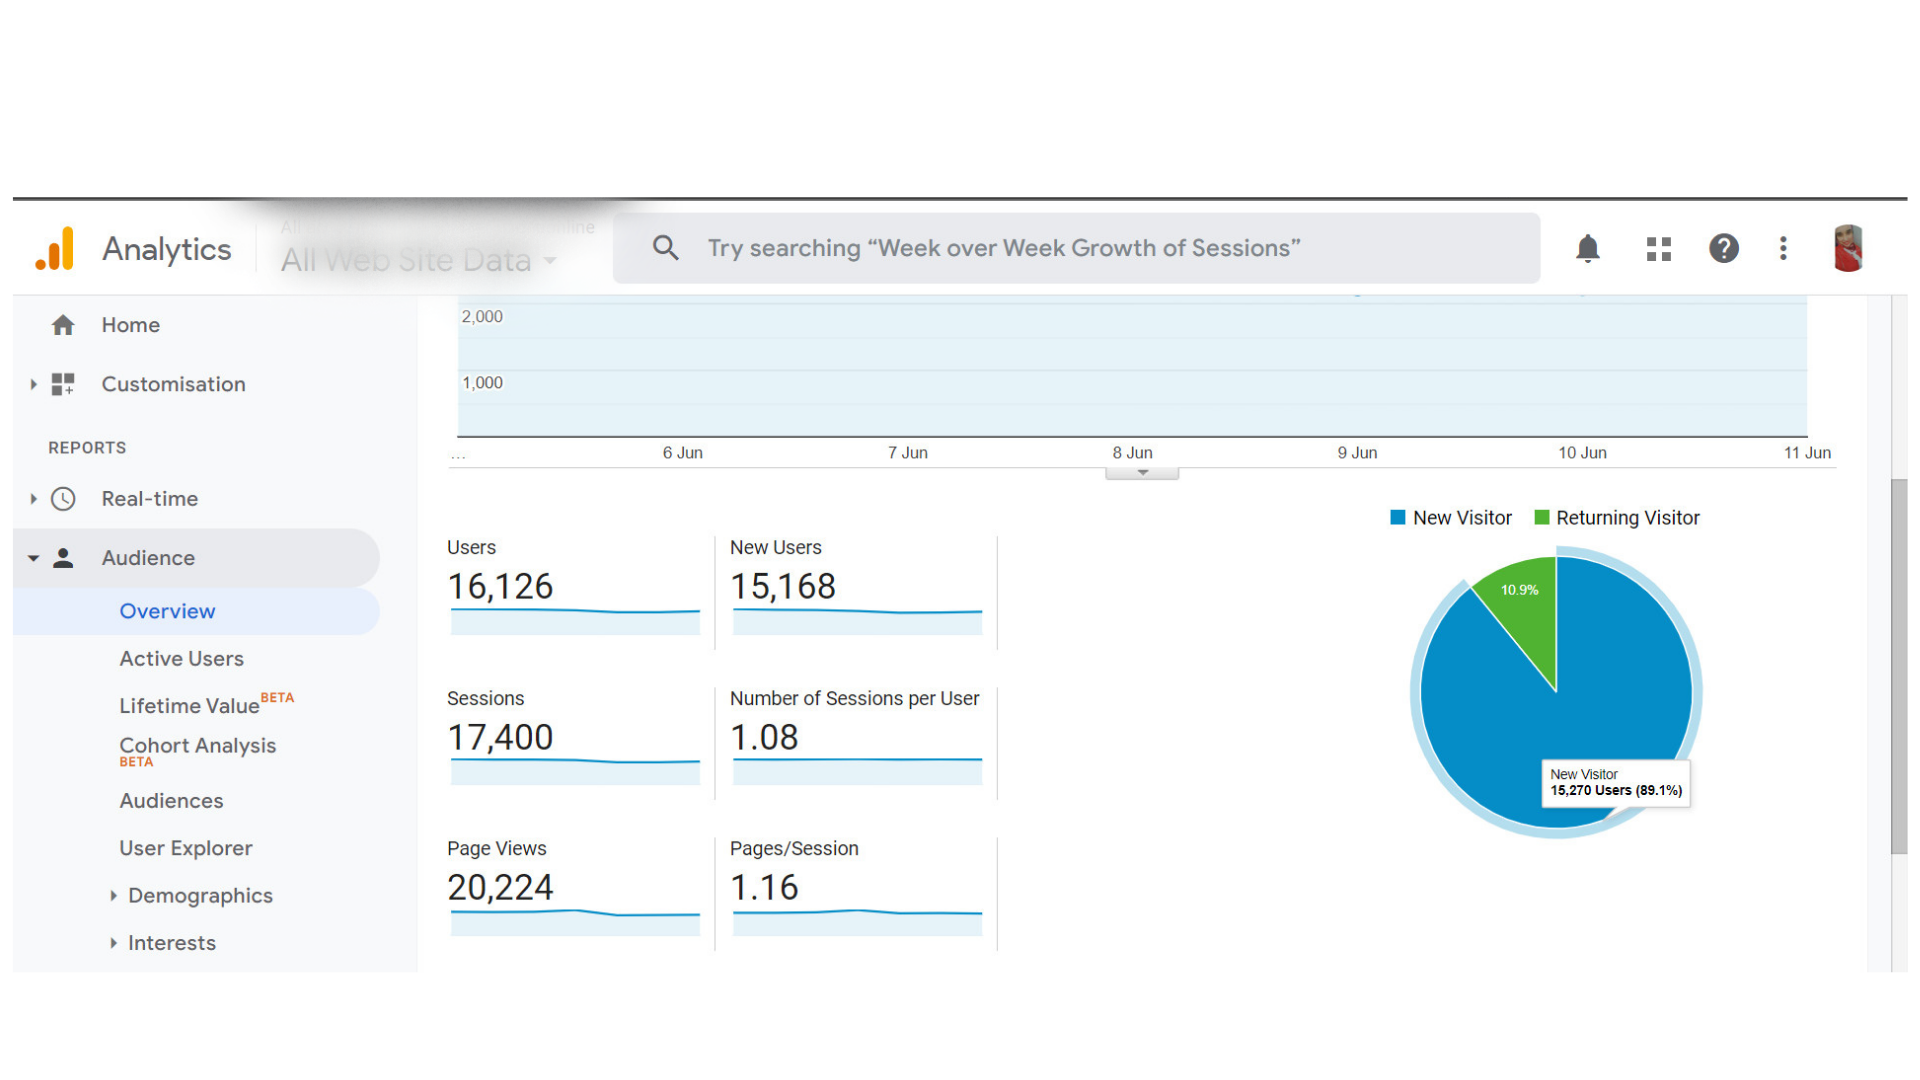 Analytics
All
All Web Site Data
Try searching “Week over Week Growth of Sessions”
Home
Customisation
REPORTS
Real-time
Audience
Overview
Active Users
Lifetime Value BETA
Cohort Analysis
BETA
Audiences
User Explorer
Demographics
Interests
2,000
1,000
... 6 Jun 7 Jun 8 Jun 9 Jun 10 Jun 11 Jun
New Visitor Returning Visitor
Users
16,126
New Users
15,168
Sessions
17,400
Number of Sessions per User
1.08
Page Views
20,224
Pages/Session
1.16
10.9%
New Visitor
15,270 Users (89.1%)